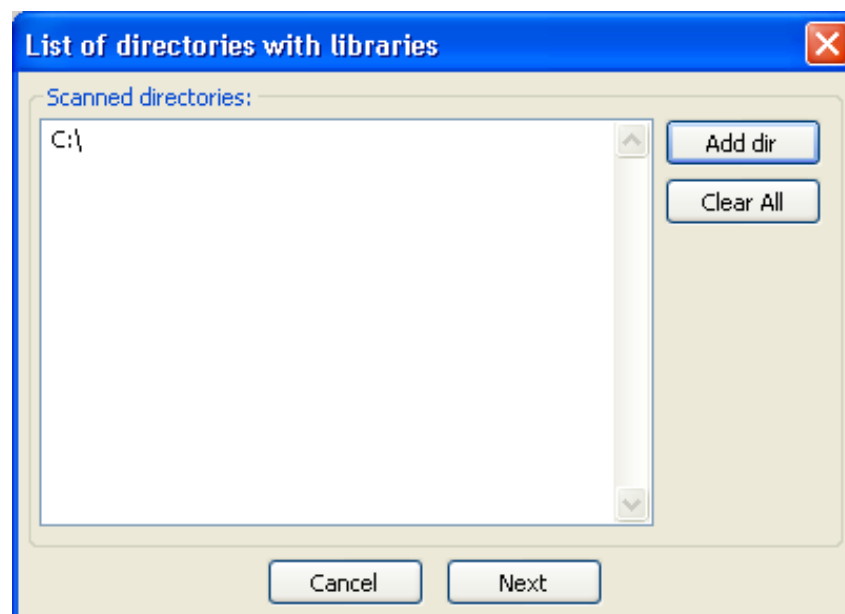 List of directories with libraries
Scanned directories:
C:\
Add dir
Clear All
Cancel
Next